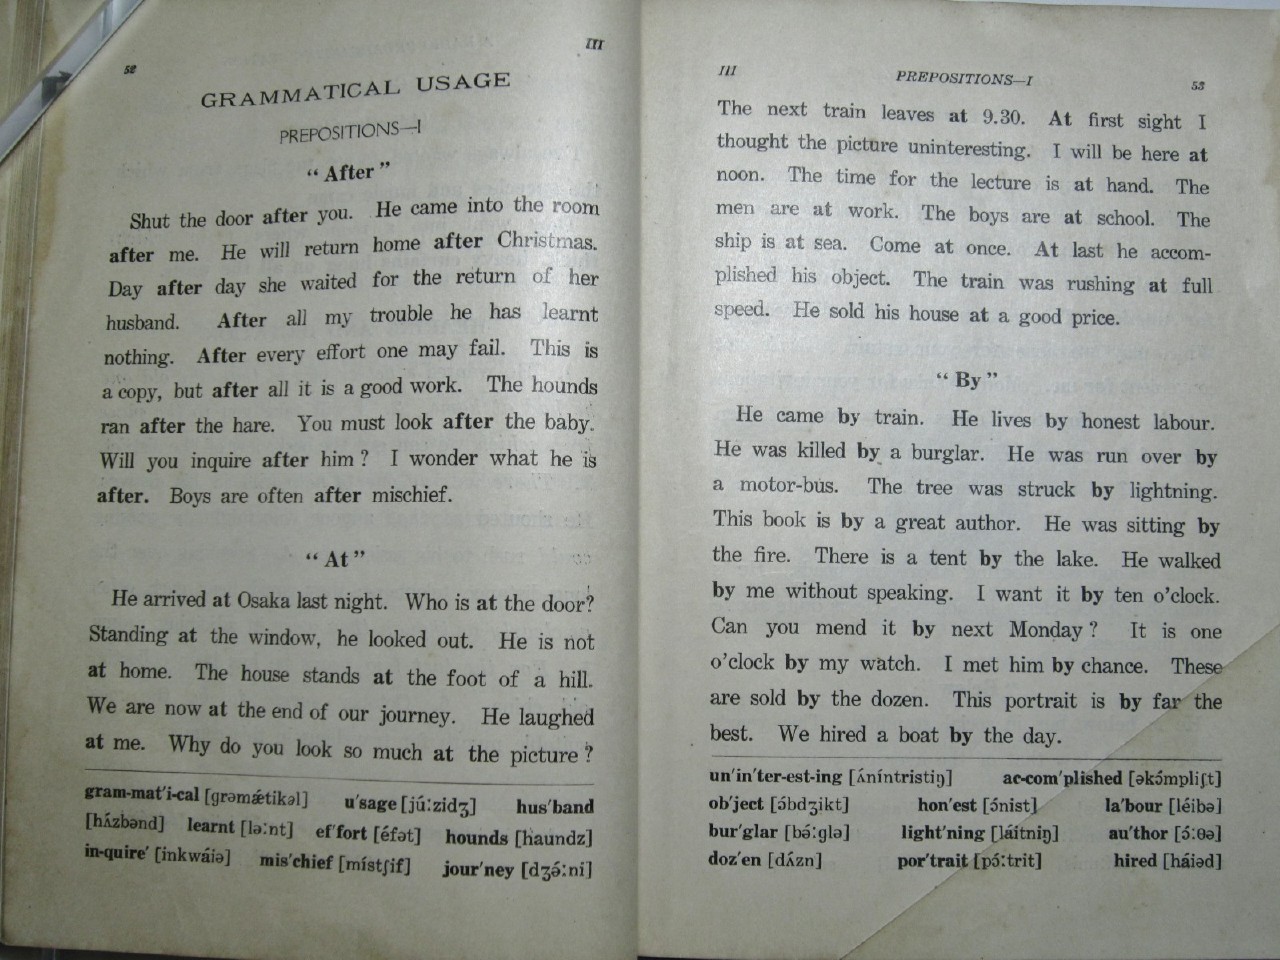 52
III
GRAMMATICAL USAGE
PREPOSITIONS—I
“ After ”
Shut the door after you. He came into the room
after me. He will return home after Christmas.
Day after day she waited for the return of her
husband. After all my trouble he has learnt
nothing. After every effort one may fail. This is
a copy, but after all it is a good work. The hounds
ran after the hare. You must look after the baby.
Will you inquire after him ? I wonder what he is
after. Boys are often after mischief.
“ At ”
He arrived at Osaka last night. Who is at the door?
Standing at the window, he looked out. He is not
at home. The house stands at the foot of a hill.
We are now at the end of our journey. He laughed
at me. Why do you look so much at the picture ?
gram-mat′i-cal [grəmǽtikəl] u′sage [júːzidʒ] hus′band
[hʌ́zbənd] learnt [ləːnt] ef′fort [éfət] hounds [haundz]
in-quire′ [inkwáiə] mis′chief [místʃif] jour′ney [dʒə́ːni]
III
PREPOSITIONS—I
53
The next train leaves at 9.30. At first sight I
thought the picture uninteresting. I will be here at
noon. The time for the lecture is at hand. The
men are at work. The boys are at school. The
ship is at sea. Come at once. At last he accom-
plished his object. The train was rushing at full
speed. He sold his house at a good price.
“ By ”
He came by train. He lives by honest labour.
He was killed by a burglar. He was run over by
a motor-bus. The tree was struck by lightning.
This book is by a great author. He was sitting by
the fire. There is a tent by the lake. He walked
by me without speaking. I want it by ten o’clock.
Can you mend it by next Monday ? It is one
o’clock by my watch. I met him by chance. These
are sold by the dozen. This portrait is by far the
best. We hired a boat by the day.
un′in′ter-est-ing [ʌ́níntristiŋ] ac-com′plished [əkɔ́mpliʃt]
ob′ject [ɔ́bdʒikt] hon′est [ɔ́nist] la′bour [léibə]
bur′glar [bə́ːglə] light′ning [láitniŋ] au′thor [ɔ́ːθə]
doz′en [dʌ́zn] por′trait [pɔ́ːtrit] hired [háiəd]